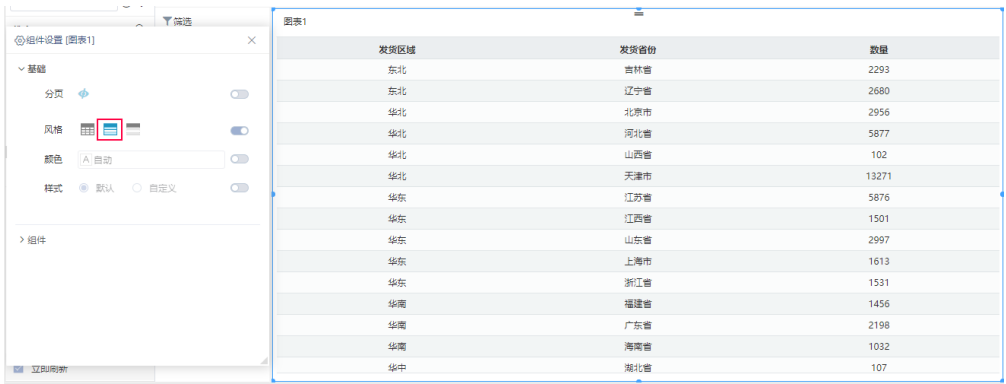 筛选
图表1
组件设置 [图表1]
基础
分页
风格
颜色 A 自动
样式 默认 自定义
组件
立即刷新
发货区域 发货省份 数量
东北 吉林省 2293
东北 辽宁省 2680
华北 北京市 2956
华北 河北省 5877
华北 山西省 102
华北 天津市 13271
华东 江苏省 5876
华东 江西省 1501
华东 山东省 2997
华东 上海市 1613
华东 浙江省 1531
华南 福建省 1456
华南 广东省 2198
华南 海南省 1032
华中 湖北省 107